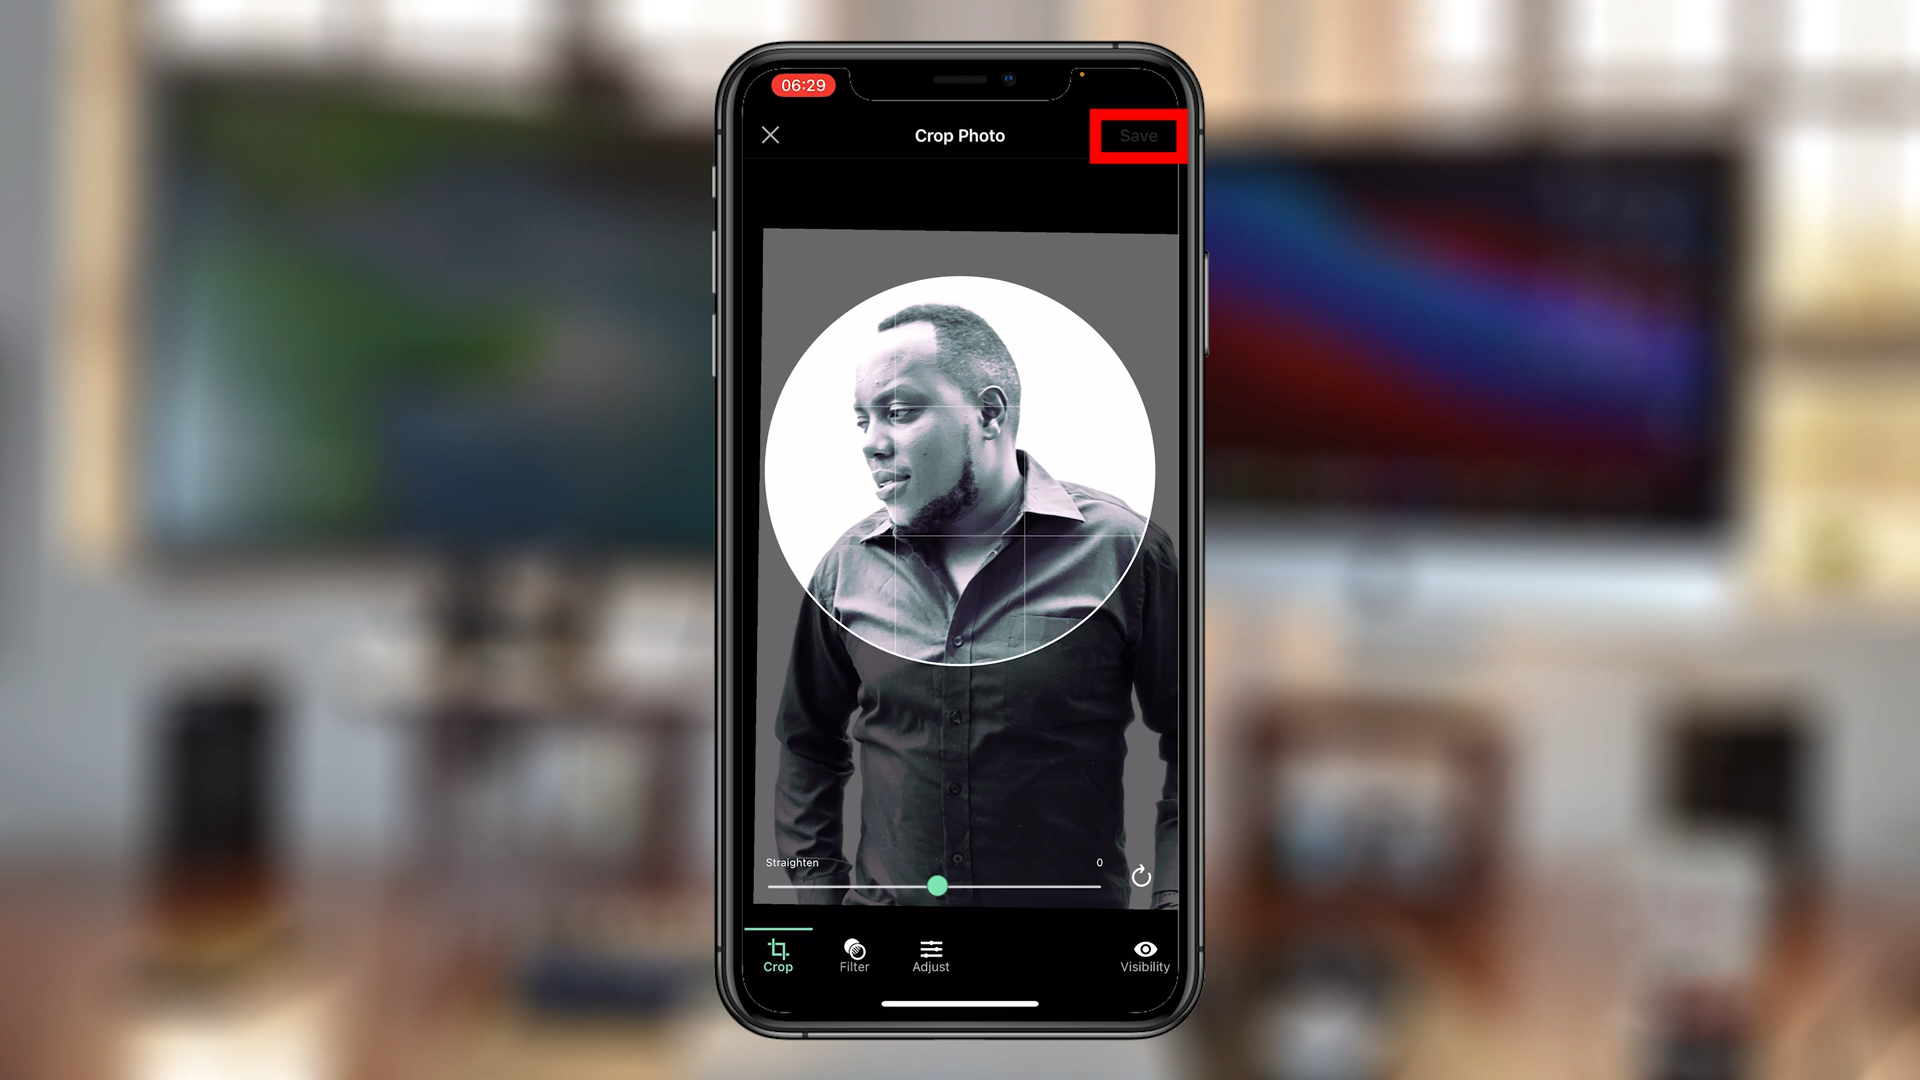 06:29
Crop Photo
Save
Straighten
0
Crop
Filter
Adjust
Visibility